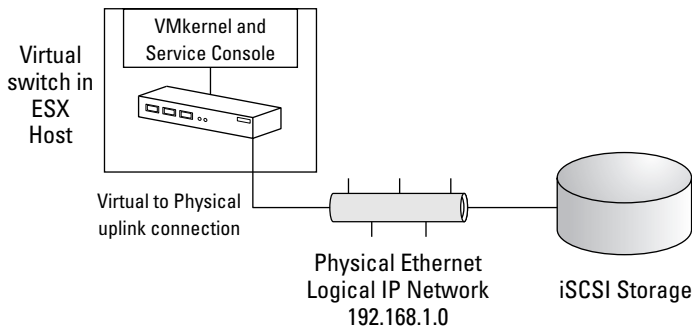 VMkernel and
Service Console
Virtual
switch in
ESX
Host
Virtual to Physical
uplink connection
Physical Ethernet
Logical IP Network
192.168.1.0
iSCSI Storage